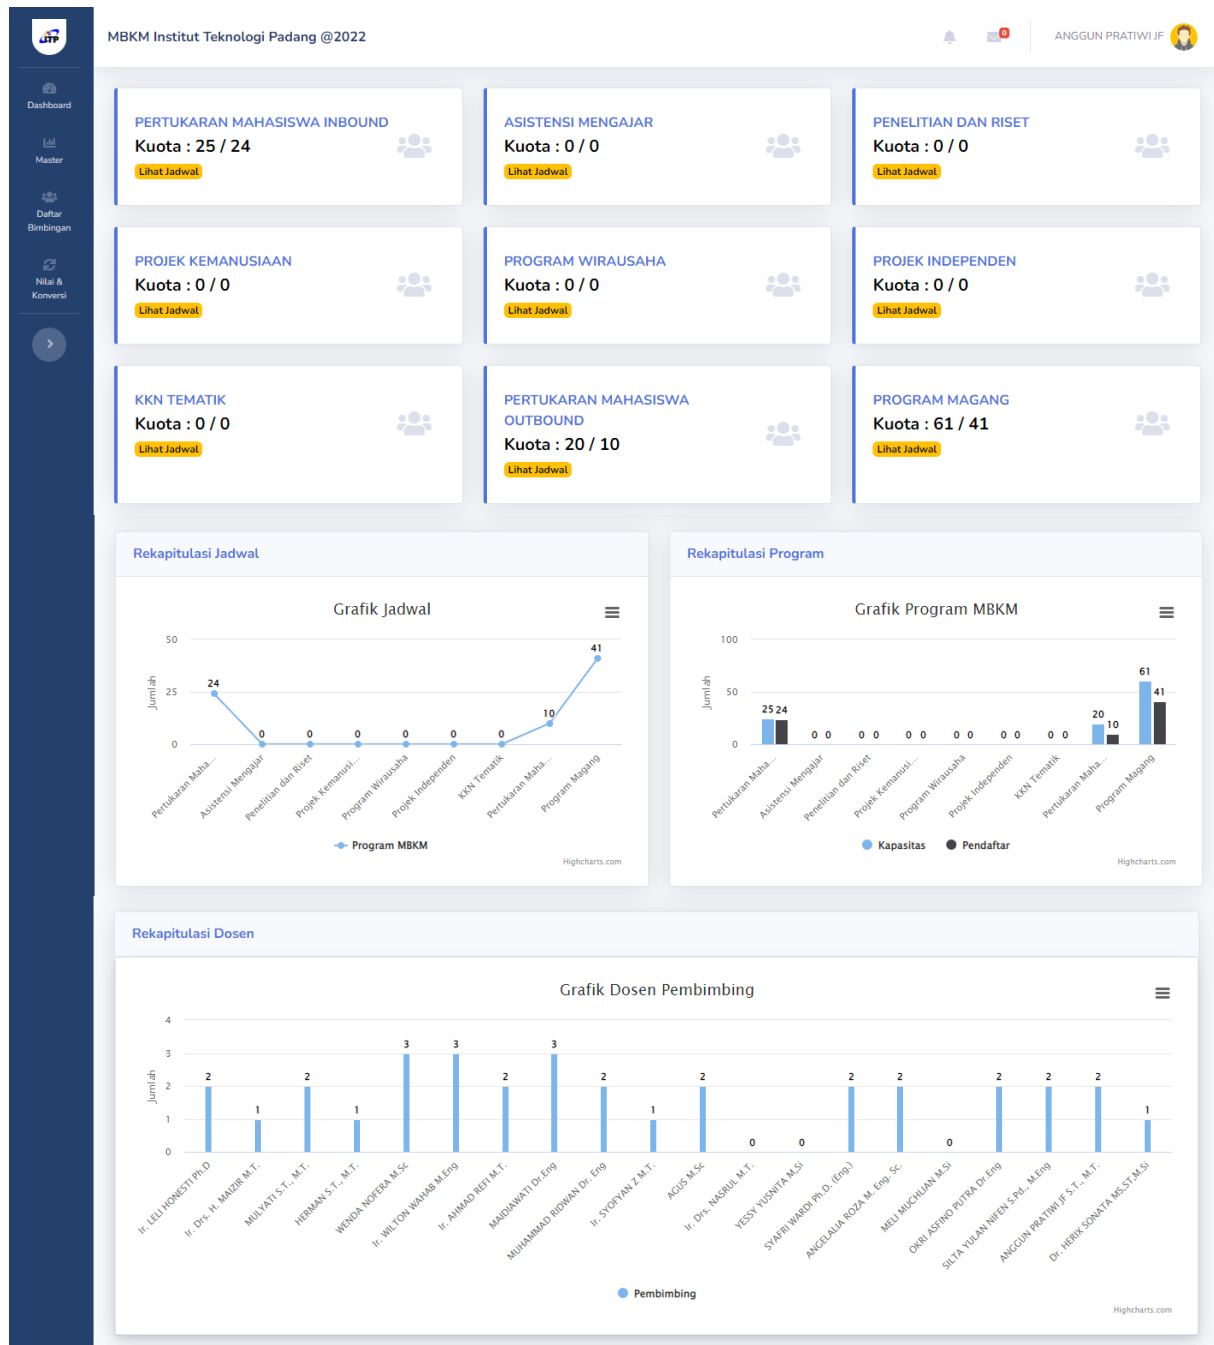 ITP
MBKM Institut Teknologi Padang @2022
0
ANGGUN PRATIWI JF
Dashboard
Master
Daftar
Bimbingan
Nilai &
Konversi
PERTUKARAN MAHASISWA INBOUND
Kuota : 25 / 24
Lihat Jadwal
ASISTENSI MENGAJAR
Kuota : 0 / 0
Lihat Jadwal
PENELITIAN DAN RISET
Kuota : 0 / 0
Lihat Jadwal
PROJEK KEMANUSIAAN
Kuota : 0 / 0
Lihat Jadwal
PROGRAM WIRAUSAHA
Kuota : 0 / 0
Lihat Jadwal
PROJEK INDEPENDEN
Kuota : 0 / 0
Lihat Jadwal
KKN TEMATIK
Kuota : 0 / 0
Lihat Jadwal
PERTUKARAN MAHASISWA
OUTBOUND
Kuota : 20 / 10
Lihat Jadwal
PROGRAM MAGANG
Kuota : 61 / 41
Lihat Jadwal
Rekapitulasi Jadwal
Grafik Jadwal
Jumlah
50
25
0
24
0
0
0
0
0
0
10
41
Pertukaran Maha...
Asistensi Mengajar
Penelitian dan Riset
Projek Kemanusi...
Program Wirausaha
Projek Independen
KKN Tematik
Pertukaran Maha...
Program Magang
Program MBKM
Highcharts.com
Rekapitulasi Program
Grafik Program MBKM
Jumlah
100
50
0
25 24
0 0
0 0
0 0
0 0
0 0
0 0
20 10
61 41
Pertukaran Maha...
Asistensi Mengajar
Penelitian dan Riset
Projek Kemanusi...
Program Wirausaha
Projek Independen
KKN Tematik
Pertukaran Maha...
Program Magang
Kapasitas Pendaftar
Highcharts.com
Rekapitulasi Dosen
Grafik Dosen Pembimbing
Jumlah
4
3
2
1
0
2
1
2
1
3
3
2
3
2
1
2
0
0
2
2
0
2
2
2
1
Ir. LELI HONESTI Ph.D
Ir. Drs. H. MAIZIR M.T.
MULYATI S.T., M.T.
HERMAN S.T., M.T.
WENDA NOFERA M.Sc
Ir. WILTON WAHAB M.Eng
Ir. AHMAD REFI M.T.
MAIDIAWATI Dr.Eng
MUHAMMAD RIDWAN Dr. Eng
Ir. SYOFYAN Z M.T.
AGUS M.Sc
Ir. Drs. NASRUL M.T.
YESSY YUSNITA M,Si
SYAFRI WARDI Ph.D. (Eng.)
ANGELALIA ROZA M. Eng. Sc.
MELI MUCHLIAN M.Si
OKRI ASFINO PUTRA Dr.Eng
SILTA YULAN NIFEN S.Pd., M.Eng
ANGGUN PRATIWI JF S.T., M.T.
Dr. HERIX SONATA MS,ST,M.Si
Pembimbing
Highcharts.com